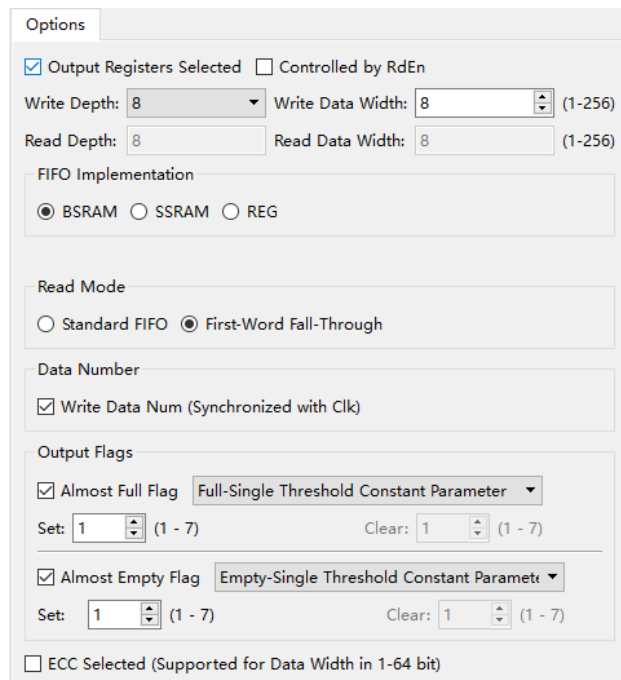 Options
Output Registers Selected Controlled by RdEn
Write Depth: 8 Write Data Width: 8 (1-256)
Read Depth: 8 Read Data Width: 8 (1-256)
FIFO Implementation
BSRAM SSRAM REG
Read Mode
Standard FIFO First-Word Fall-Through
Data Number
Write Data Num (Synchronized with Clk)
Output Flags
Almost Full Flag Full-Single Threshold Constant Parameter
Set: 1 (1 - 7) Clear: 1 (1 - 7)
Almost Empty Flag Empty-Single Threshold Constant Paramete
Set: 1 (1 - 7) Clear: 1 (1 - 7)
ECC Selected (Supported for Data Width in 1-64 bit)